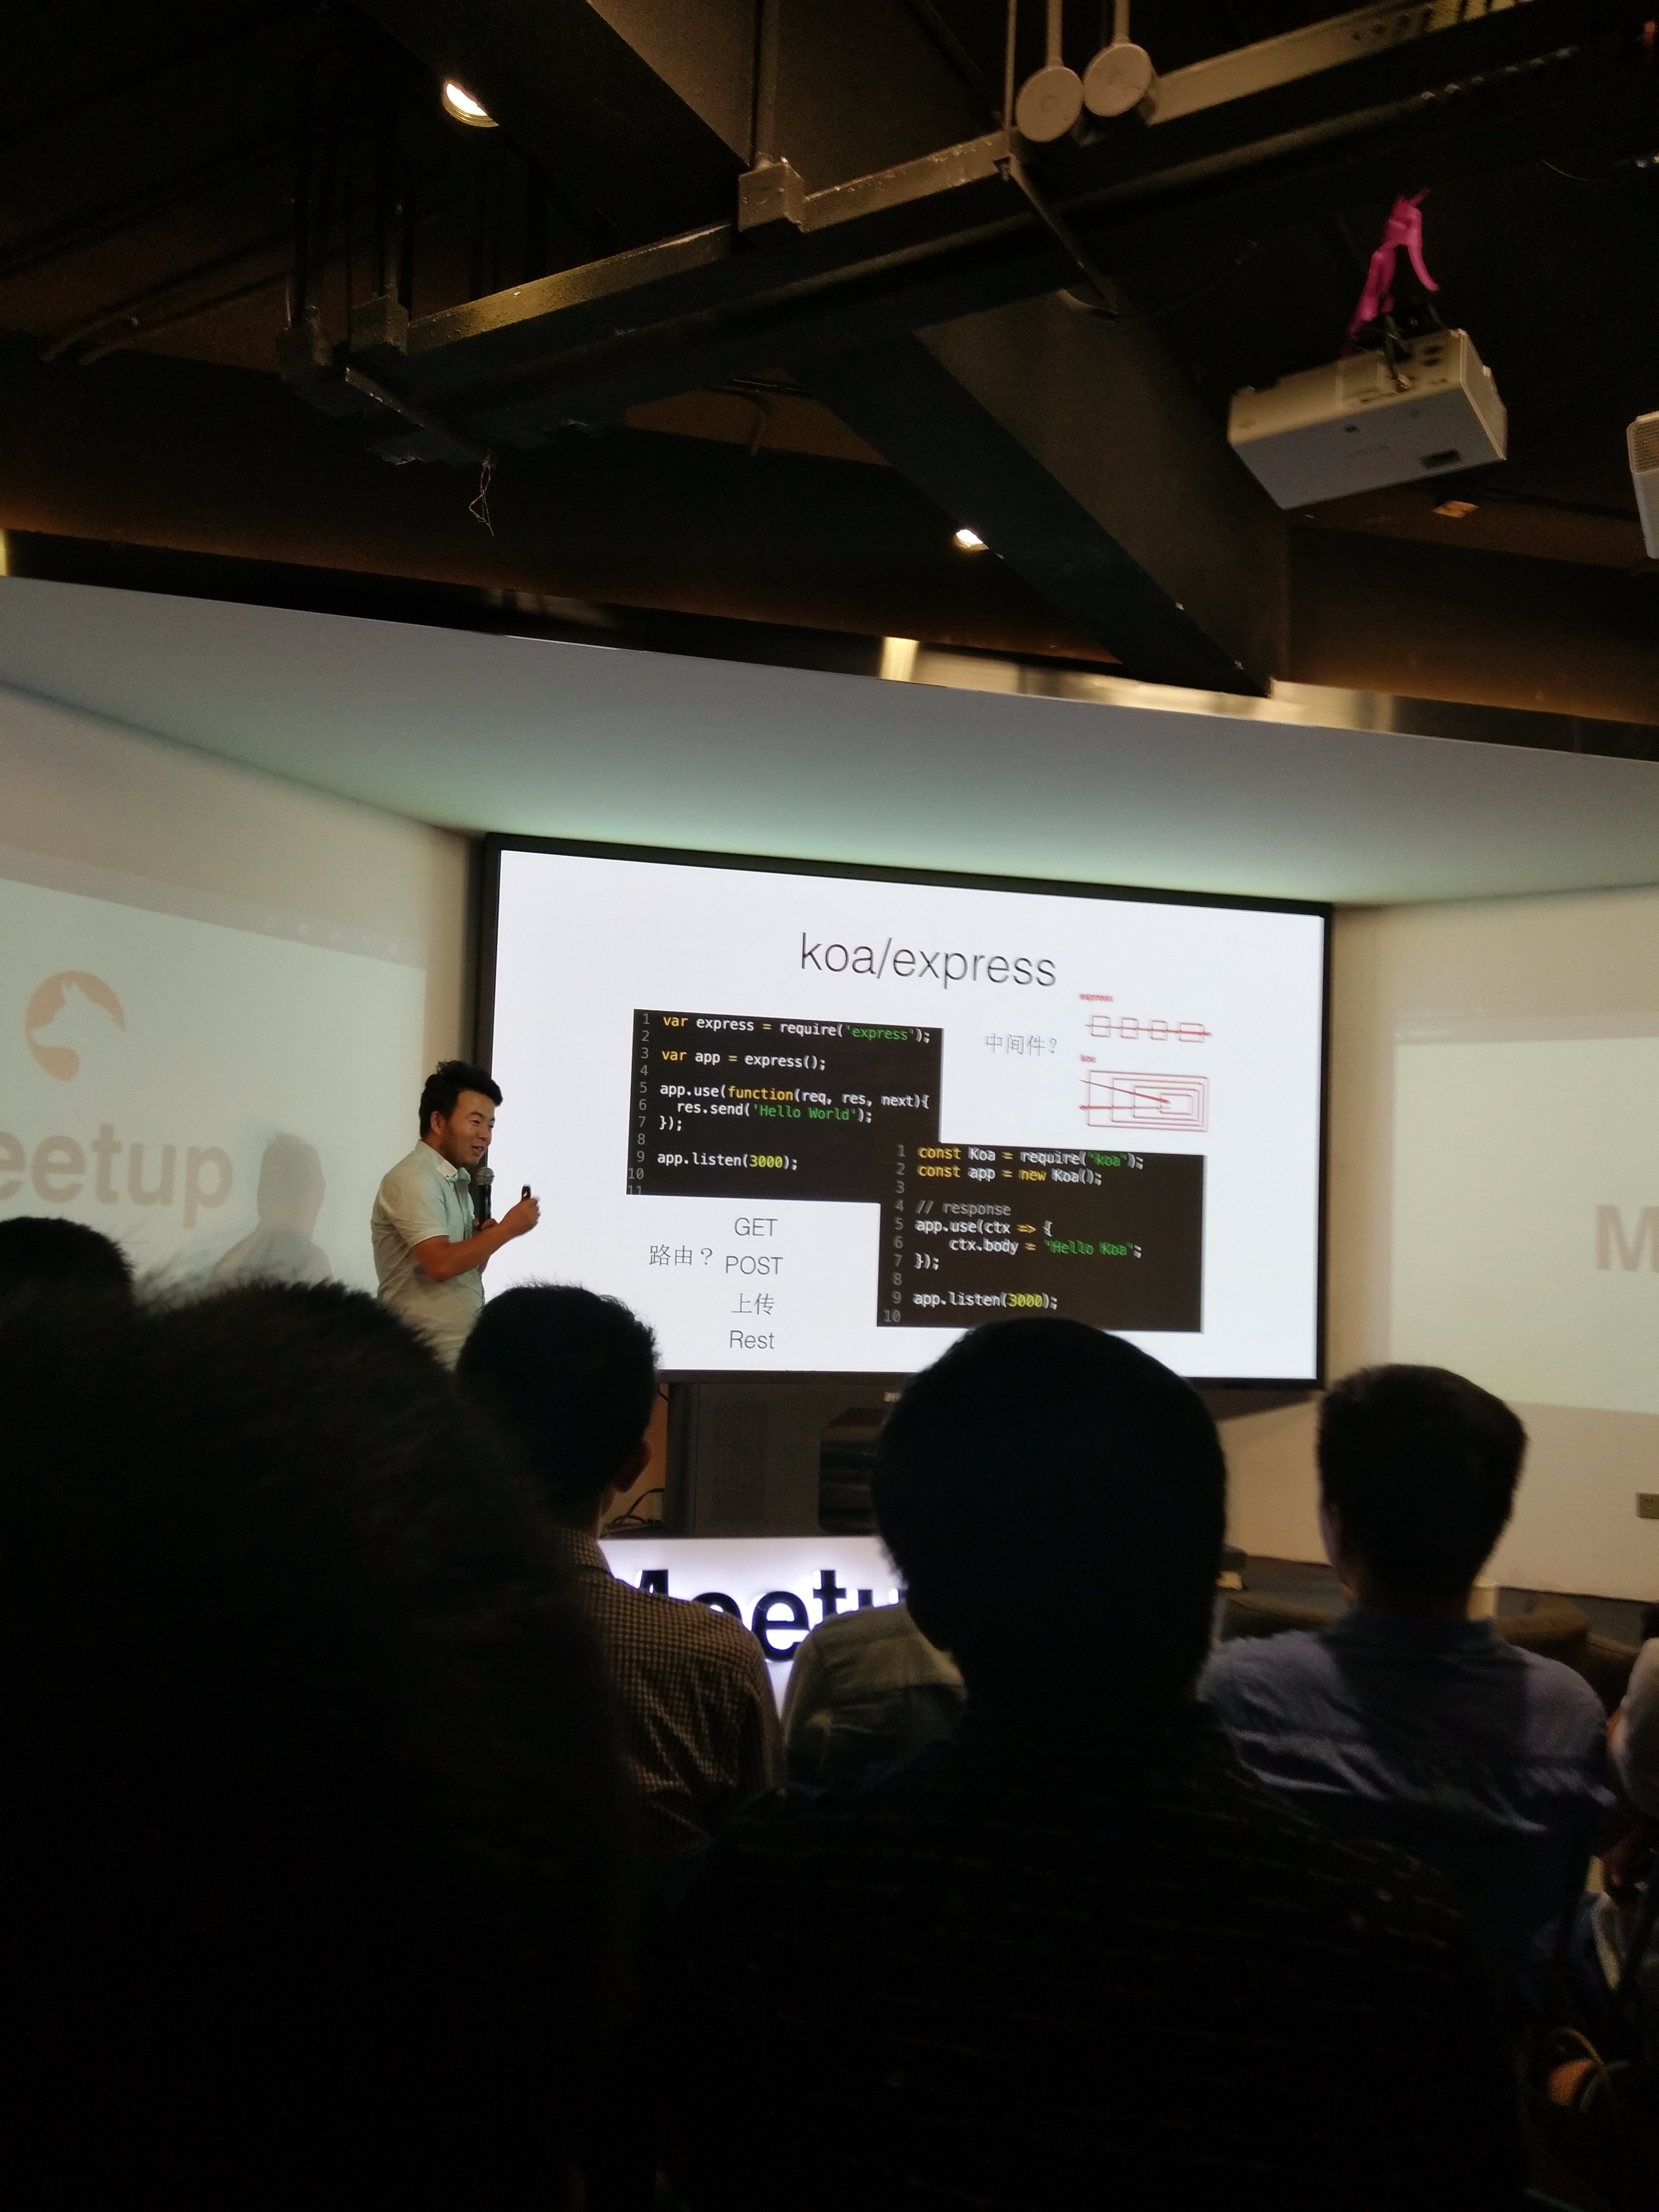 koa/express
express
中间件?
koa
1 var express = require('express');
2
3 var app = express();
4
5 app.use(function(req, res, next){
6 res.send('Hello World');
7 });
8
9 app.listen(3000);
10
11
1 const Koa = require('koa');
2 const app = new Koa();
3
4 // response
5 app.use(ctx => {
6 ctx.body = "Hello Koa";
7 });
8
9 app.listen(3000);
10
GET
路由？ POST
上传
Rest
eetup
M
Meetu